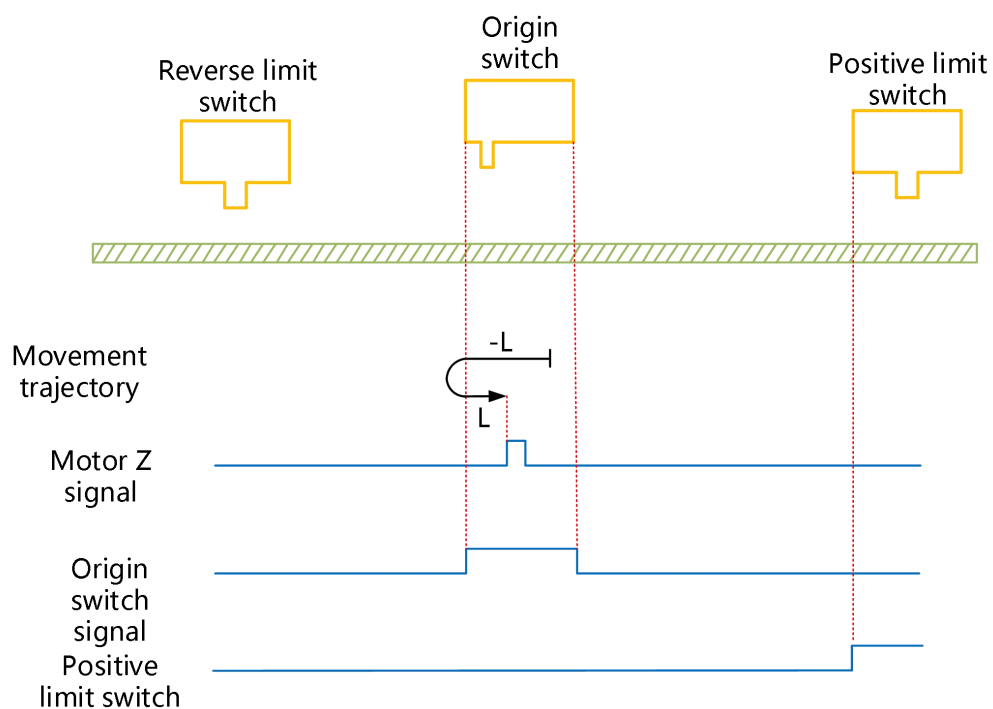 Origin
switch
Reverse limit
switch
Positive limit
switch
Movement
trajectory
-L
L
Motor Z
signal
Origin
switch
signal
Positive
limit switch